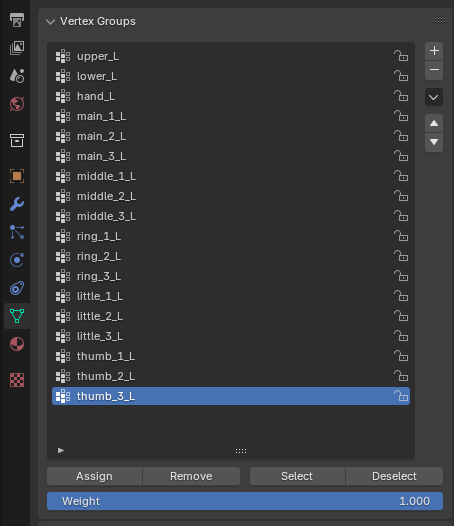 Vertex Groups
upper_L
lower_L
hand_L
main_1_L
main_2_L
main_3_L
middle_1_L
middle_2_L
middle_3_L
ring_1_L
ring_2_L
ring_3_L
little_1_L
little_2_L
little_3_L
thumb_1_L
thumb_2_L
thumb_3_L
Assign Remove Select Deselect
Weight 1.000